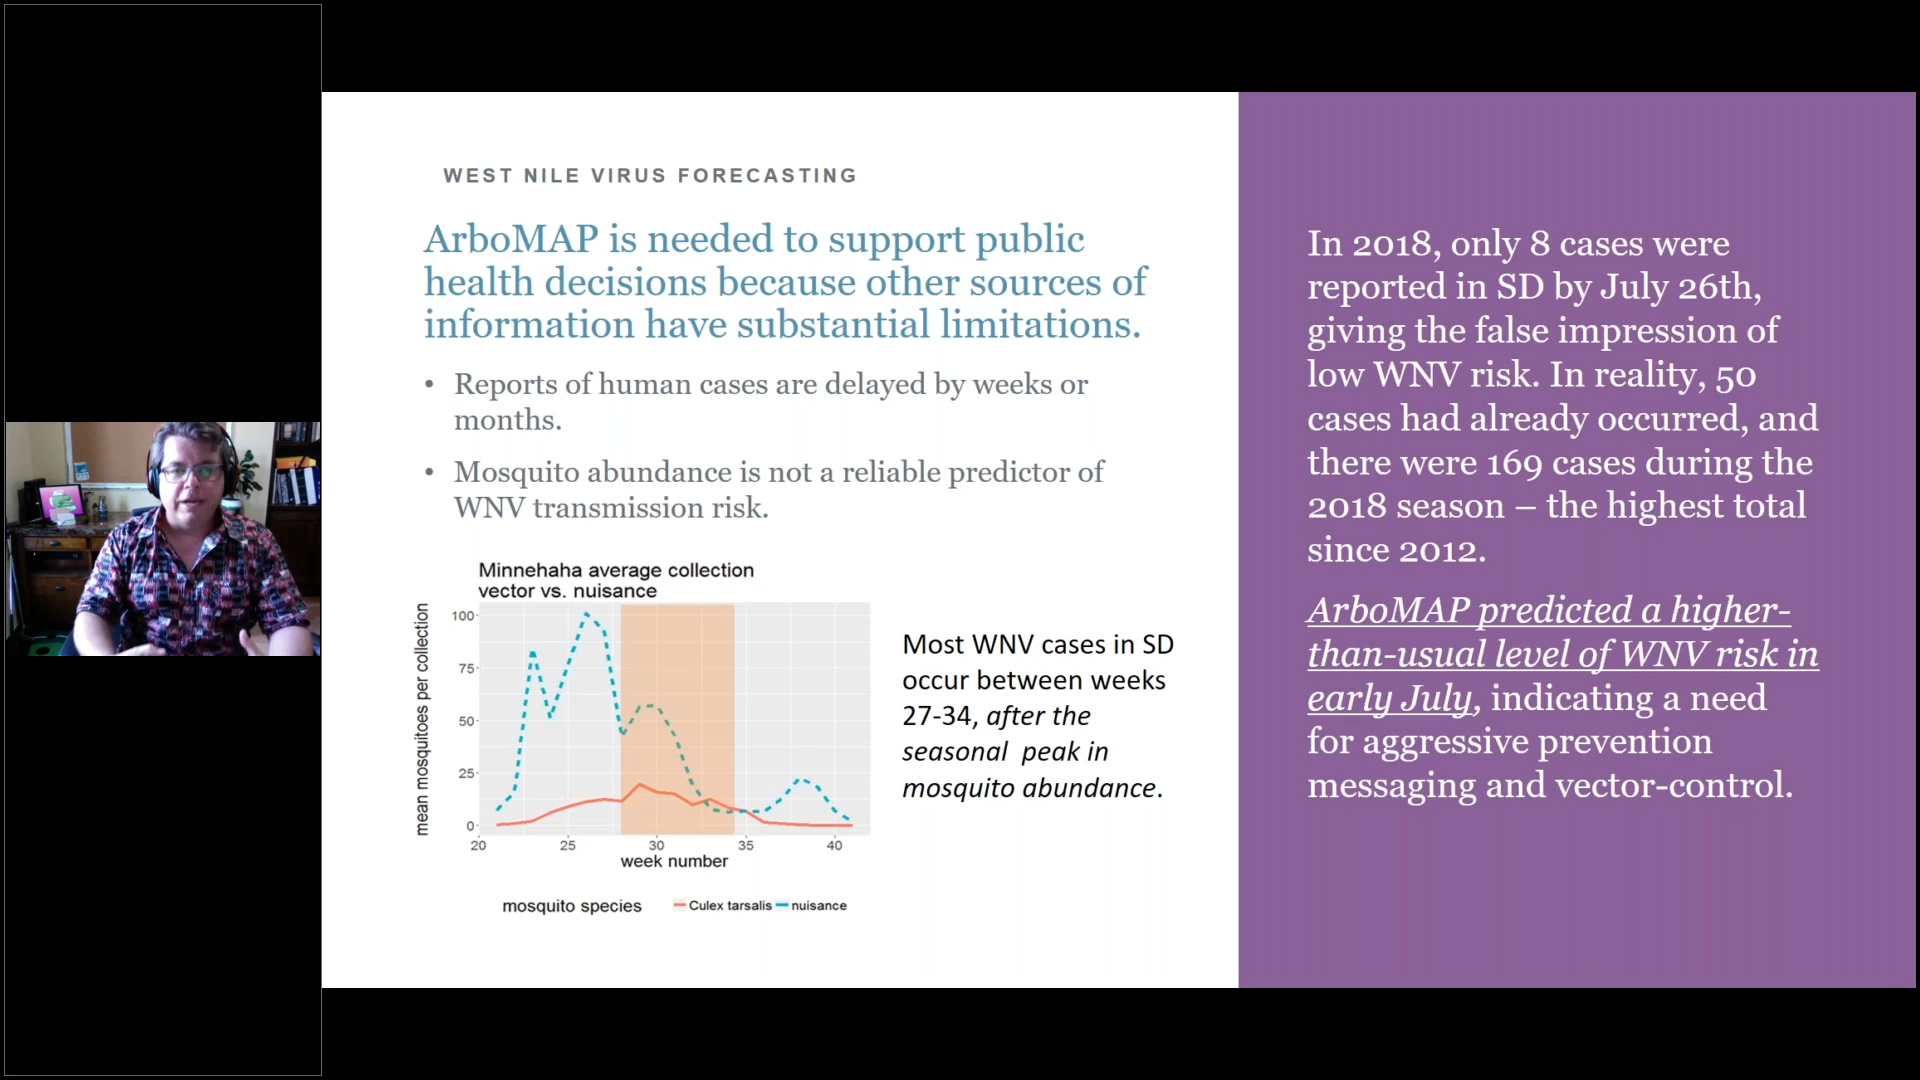 WEST NILE VIRUS FORECASTING
ArboMAP is needed to support public
health decisions because other sources of
information have substantial limitations.
• Reports of human cases are delayed by weeks or
months.
• Mosquito abundance is not a reliable predictor of
WNV transmission risk.
Minnehaha average collection
vector vs. nuisance
mean mosquitoes per collection
100
75
50
25
0
20 25 30 35 40
week number
mosquito species Culex tarsalis nuisance
Most WNV cases in SD
occur between weeks
27-34, after the
seasonal peak in
mosquito abundance.
In 2018, only 8 cases were
reported in SD by July 26th,
giving the false impression of
low WNV risk. In reality, 50
cases had already occurred, and
there were 169 cases during the
2018 season – the highest total
since 2012.
ArboMAP predicted a higher-
than-usual level of WNV risk in
early July, indicating a need
for aggressive prevention
messaging and vector-control.